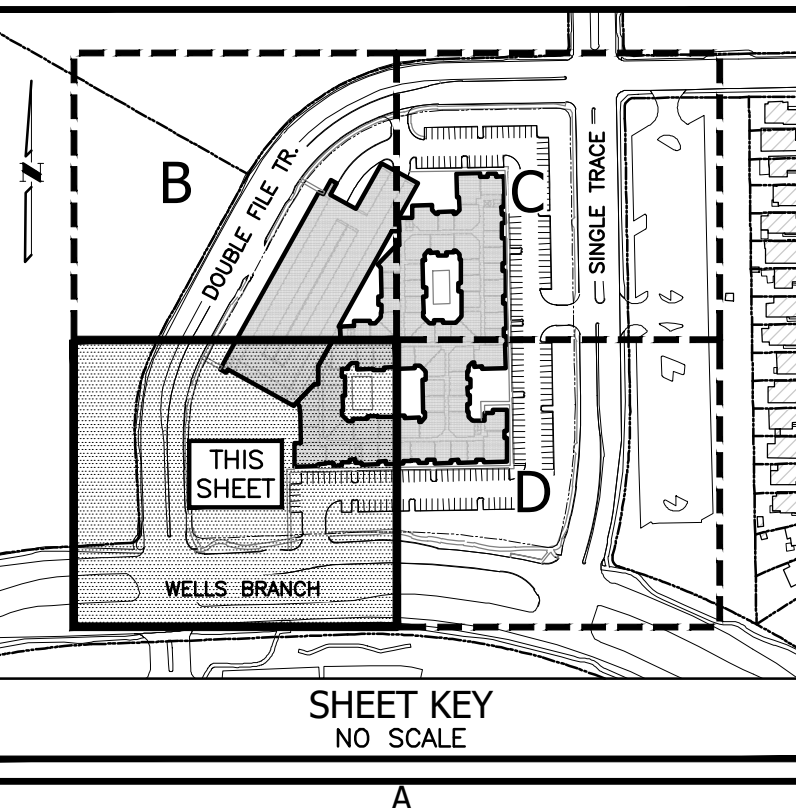 B
C
DOUBLE FILE TR.
SINGLE TRACE
N
THIS
SHEET
D
WELLS BRANCH
SHEET KEY
NO SCALE
A